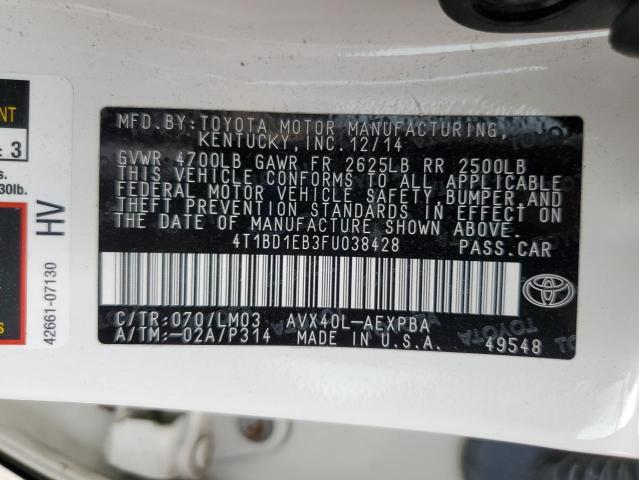 MFD.BY: TOYOTA MOTOR MANUFACTURING,
KENTUCKY, INC. 12/14
GVWR 4700LB GAWR FR 2625LB RR 2500LB
THIS VEHICLE CONFORMS TO ALL APPLICABLE
FEDERAL MOTOR VEHICLE SAFETY, BUMPER, AND
THEFT PREVENTION STANDARDS IN EFFECT ON
THE DATE OF MANUFACTURE SHOWN ABOVE.
4T1BD1EB3FU038428 PASS.CAR
C/TR:070/LM03 AVX40L-AEXPBA
A/TM:-02A/P314 MADE IN U.S.A. 49548
HV
42661-07130
: 3
30lb.
TOYOTA